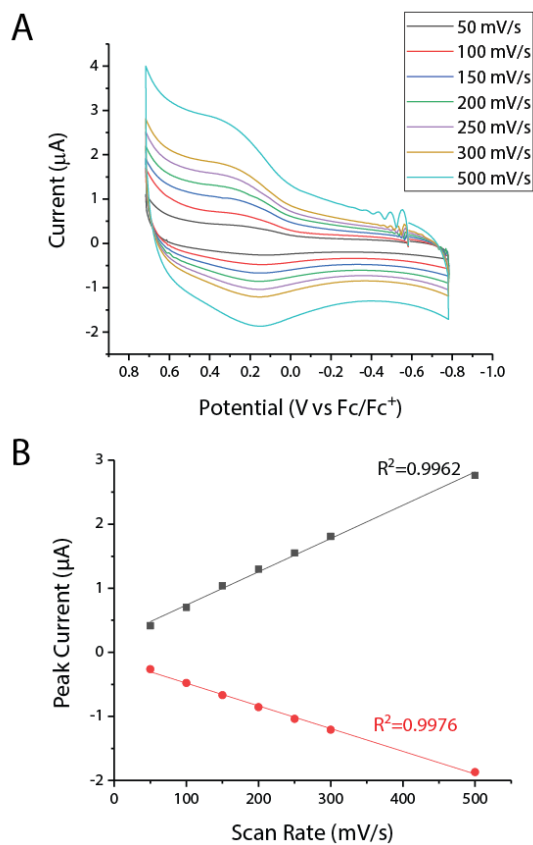 A
50 mV/s
100 mV/s
150 mV/s
200 mV/s
250 mV/s
300 mV/s
500 mV/s
4
3
2
1
0
-1
-2
Current (µA)
0.8 0.6 0.4 0.2 0.0 -0.2 -0.4 -0.6 -0.8 -1.0
Potential (V vs Fc/Fc⁺)
B
3
2
1
0
-1
-2
Peak Current (µA)
R²=0.9962
R²=0.9976
0 100 200 300 400 500
Scan Rate (mV/s)